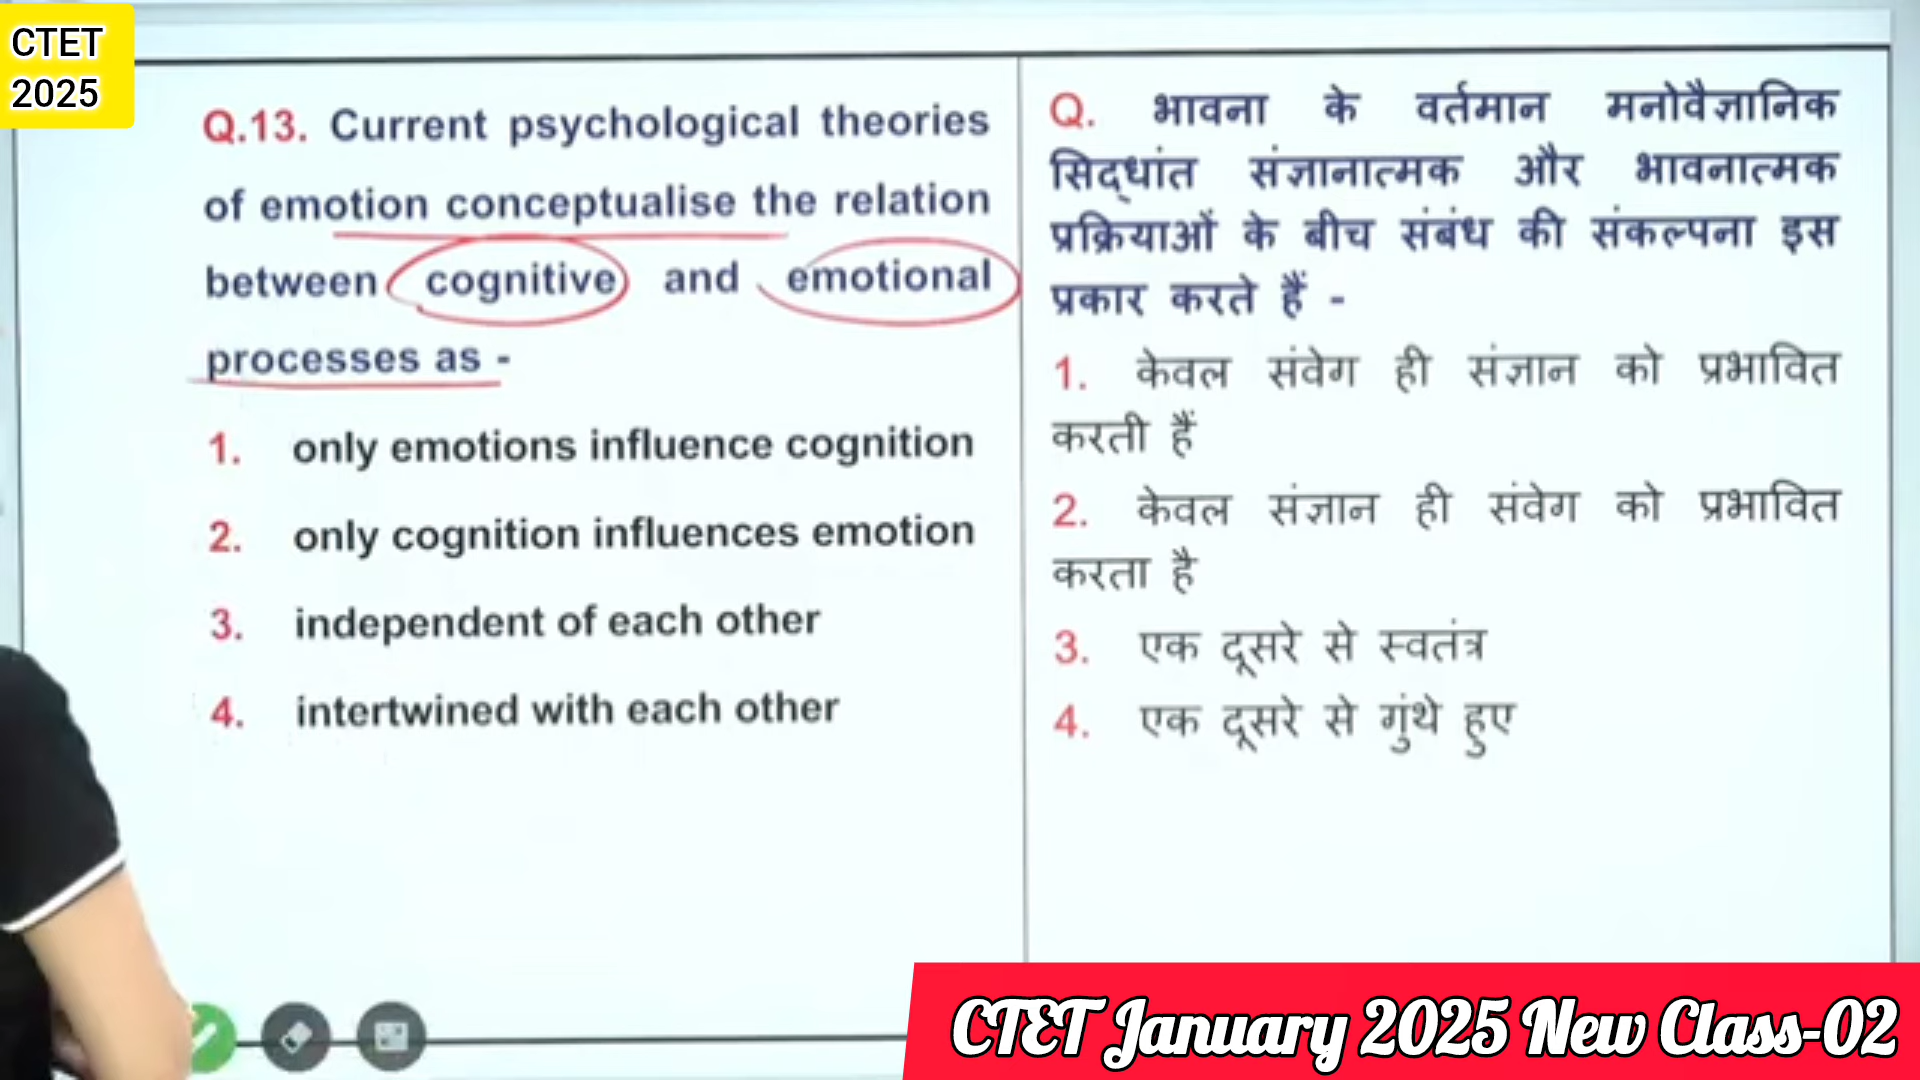 CTET
2025
Q.13. Current psychological theories
of emotion conceptualise the relation
between cognitive and emotional
processes as -
1. only emotions influence cognition
2. only cognition influences emotion
3. independent of each other
4. intertwined with each other
Q. भावना के वर्तमान मनोवैज्ञानिक
सिद्धांत संज्ञानात्मक और भावनात्मक
प्रक्रियाओं के बीच संबंध की संकल्पना इस
प्रकार करते हैं -
1. केवल संवेग ही संज्ञान को प्रभावित
करती हैं
2. केवल संज्ञान ही संवेग को प्रभावित
करता है
3. एक दूसरे से स्वतंत्र
4. एक दूसरे से गुंथे हुए
CTET January 2025 New Class-02